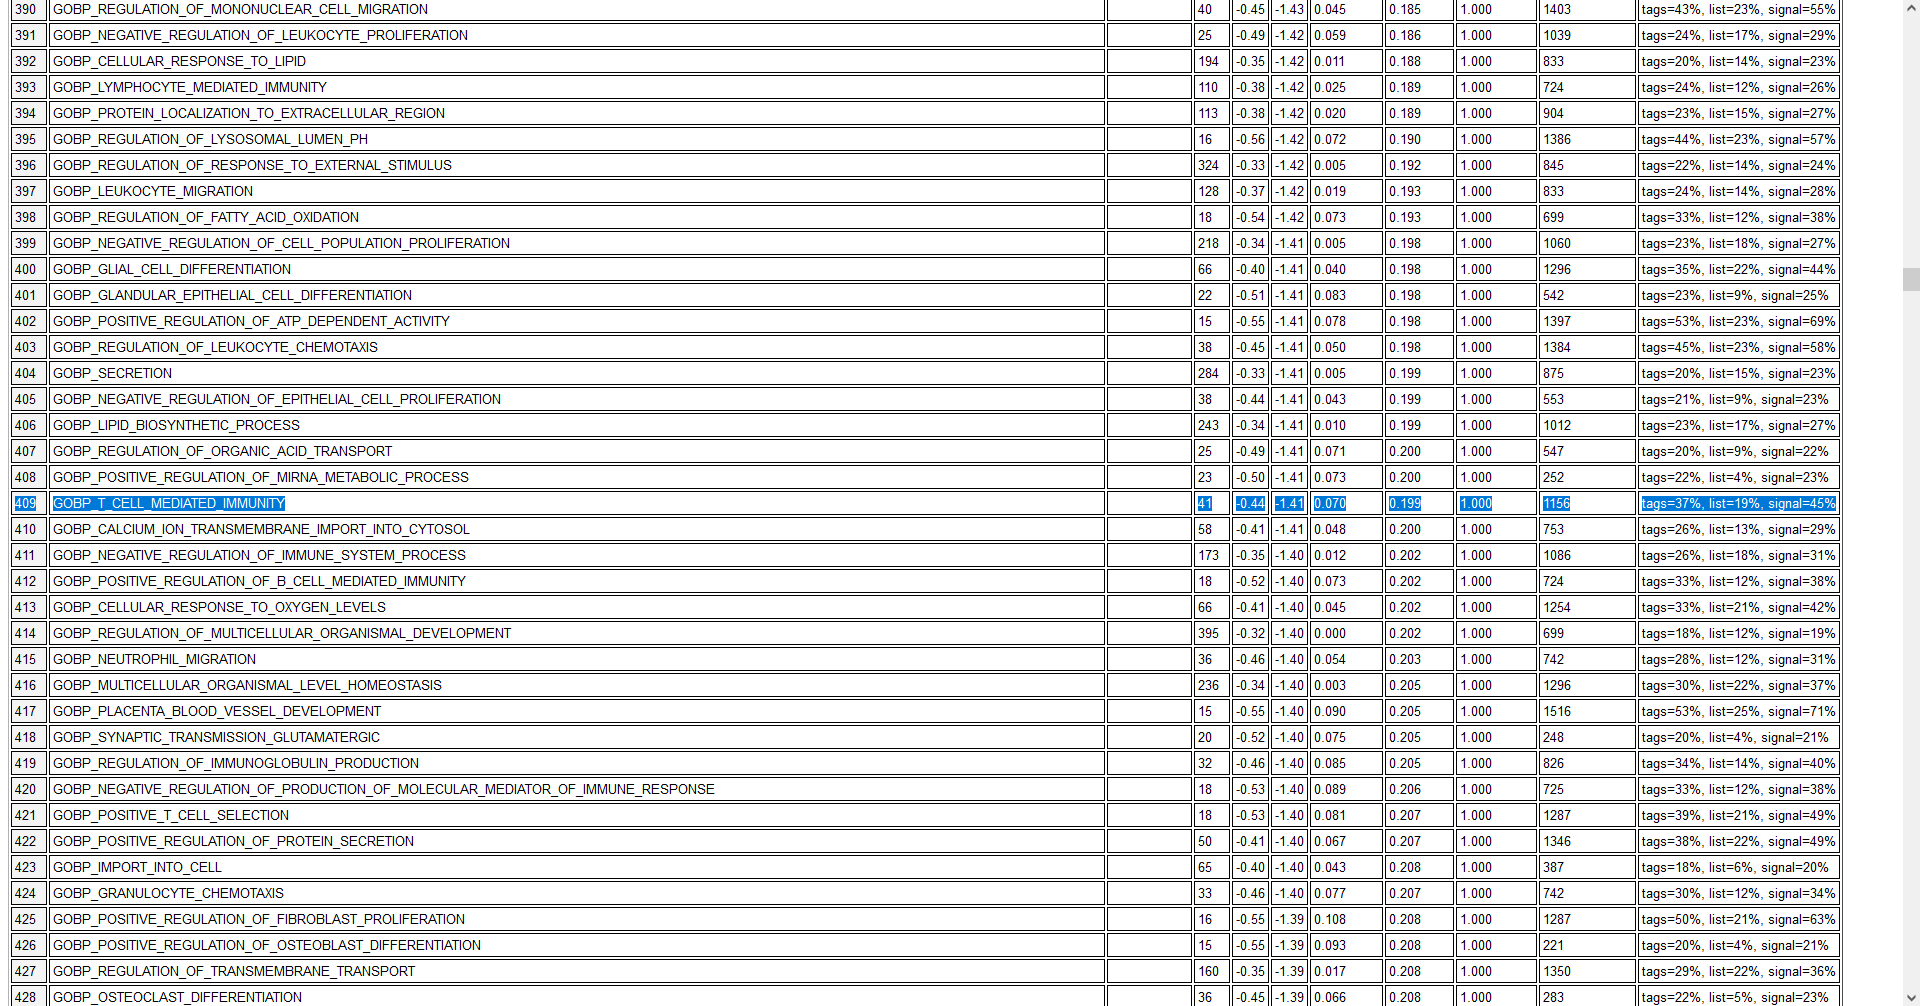 390 GOBP_REGULATION_OF_MONONUCLEAR_CELL_MIGRATION 40 -0.45 -1.43 0.045 0.185 1.000 1403 tags=43%, list=23%, signal=55%
391 GOBP_NEGATIVE_REGULATION_OF_LEUKOCYTE_PROLIFERATION 25 -0.49 -1.42 0.059 0.186 1.000 1039 tags=24%, list=17%, signal=29%
392 GOBP_CELLULAR_RESPONSE_TO_LIPID 194 -0.35 -1.42 0.011 0.188 1.000 833 tags=20%, list=14%, signal=23%
393 GOBP_LYMPHOCYTE_MEDIATED_IMMUNITY 110 -0.38 -1.42 0.025 0.189 1.000 724 tags=24%, list=12%, signal=26%
394 GOBP_PROTEIN_LOCALIZATION_TO_EXTRACELLULAR_REGION 113 -0.38 -1.42 0.020 0.189 1.000 904 tags=23%, list=15%, signal=27%
395 GOBP_REGULATION_OF_LYSOSOMAL_LUMEN_PH 16 -0.56 -1.42 0.072 0.190 1.000 1386 tags=44%, list=23%, signal=57%
396 GOBP_REGULATION_OF_RESPONSE_TO_EXTERNAL_STIMULUS 324 -0.33 -1.42 0.005 0.192 1.000 845 tags=22%, list=14%, signal=24%
397 GOBP_LEUKOCYTE_MIGRATION 128 -0.37 -1.42 0.019 0.193 1.000 833 tags=24%, list=14%, signal=28%
398 GOBP_REGULATION_OF_FATTY_ACID_OXIDATION 18 -0.54 -1.42 0.073 0.193 1.000 699 tags=33%, list=12%, signal=38%
399 GOBP_NEGATIVE_REGULATION_OF_CELL_POPULATION_PROLIFERATION 218 -0.34 -1.41 0.005 0.198 1.000 1060 tags=23%, list=18%, signal=27%
400 GOBP_GLIAL_CELL_DIFFERENTIATION 66 -0.40 -1.41 0.040 0.198 1.000 1296 tags=35%, list=22%, signal=44%
401 GOBP_GLANDULAR_EPITHELIAL_CELL_DIFFERENTIATION 22 -0.51 -1.41 0.083 0.198 1.000 542 tags=23%, list=9%, signal=25%
402 GOBP_POSITIVE_REGULATION_OF_ATP_DEPENDENT_ACTIVITY 15 -0.55 -1.41 0.078 0.198 1.000 1397 tags=53%, list=23%, signal=69%
403 GOBP_REGULATION_OF_LEUKOCYTE_CHEMOTAXIS 38 -0.45 -1.41 0.050 0.198 1.000 1384 tags=45%, list=23%, signal=58%
404 GOBP_SECRETION 284 -0.33 -1.41 0.005 0.199 1.000 875 tags=20%, list=15%, signal=23%
405 GOBP_NEGATIVE_REGULATION_OF_EPITHELIAL_CELL_PROLIFERATION 38 -0.44 -1.41 0.043 0.199 1.000 553 tags=21%, list=9%, signal=23%
406 GOBP_LIPID_BIOSYNTHETIC_PROCESS 243 -0.34 -1.41 0.010 0.199 1.000 1012 tags=23%, list=17%, signal=27%
407 GOBP_REGULATION_OF_ORGANIC_ACID_TRANSPORT 25 -0.49 -1.41 0.071 0.200 1.000 547 tags=20%, list=9%, signal=22%
408 GOBP_POSITIVE_REGULATION_OF_MIRNA_METABOLIC_PROCESS 23 -0.50 -1.41 0.073 0.200 1.000 252 tags=22%, list=4%, signal=23%
409 GOBP_T_CELL_MEDIATED_IMMUNITY 41 -0.44 -1.41 0.070 0.199 1.000 1156 tags=37%, list=19%, signal=45%
410 GOBP_CALCIUM_ION_TRANSMEMBRANE_IMPORT_INTO_CYTOSOL 58 -0.41 -1.41 0.048 0.200 1.000 753 tags=26%, list=13%, signal=29%
411 GOBP_NEGATIVE_REGULATION_OF_IMMUNE_SYSTEM_PROCESS 173 -0.35 -1.40 0.012 0.202 1.000 1086 tags=26%, list=18%, signal=31%
412 GOBP_POSITIVE_REGULATION_OF_B_CELL_MEDIATED_IMMUNITY 18 -0.52 -1.40 0.073 0.202 1.000 724 tags=33%, list=12%, signal=38%
413 GOBP_CELLULAR_RESPONSE_TO_OXYGEN_LEVELS 66 -0.41 -1.40 0.045 0.202 1.000 1254 tags=33%, list=21%, signal=42%
414 GOBP_REGULATION_OF_MULTICELLULAR_ORGANISMAL_DEVELOPMENT 395 -0.32 -1.40 0.000 0.202 1.000 699 tags=18%, list=12%, signal=19%
415 GOBP_NEUTROPHIL_MIGRATION 36 -0.46 -1.40 0.054 0.203 1.000 742 tags=28%, list=12%, signal=31%
416 GOBP_MULTICELLULAR_ORGANISMAL_LEVEL_HOMEOSTASIS 236 -0.34 -1.40 0.003 0.205 1.000 1296 tags=30%, list=22%, signal=37%
417 GOBP_PLACENTA_BLOOD_VESSEL_DEVELOPMENT 15 -0.55 -1.40 0.090 0.205 1.000 1516 tags=53%, list=25%, signal=71%
418 GOBP_SYNAPTIC_TRANSMISSION_GLUTAMATERGIC 20 -0.52 -1.40 0.075 0.205 1.000 248 tags=20%, list=4%, signal=21%
419 GOBP_REGULATION_OF_IMMUNOGLOBULIN_PRODUCTION 32 -0.46 -1.40 0.085 0.205 1.000 826 tags=34%, list=14%, signal=40%
420 GOBP_NEGATIVE_REGULATION_OF_PRODUCTION_OF_MOLECULAR_MEDIATOR_OF_IMMUNE_RESPONSE 18 -0.53 -1.40 0.089 0.206 1.000 725 tags=33%, list=12%, signal=38%
421 GOBP_POSITIVE_T_CELL_SELECTION 18 -0.53 -1.40 0.081 0.207 1.000 1287 tags=39%, list=21%, signal=49%
422 GOBP_POSITIVE_REGULATION_OF_PROTEIN_SECRETION 50 -0.41 -1.40 0.067 0.207 1.000 1346 tags=38%, list=22%, signal=49%
423 GOBP_IMPORT_INTO_CELL 65 -0.40 -1.40 0.043 0.208 1.000 387 tags=18%, list=6%, signal=20%
424 GOBP_GRANULOCYTE_CHEMOTAXIS 33 -0.46 -1.40 0.077 0.207 1.000 742 tags=30%, list=12%, signal=34%
425 GOBP_POSITIVE_REGULATION_OF_FIBROBLAST_PROLIFERATION 16 -0.55 -1.39 0.108 0.208 1.000 1287 tags=50%, list=21%, signal=63%
426 GOBP_POSITIVE_REGULATION_OF_OSTEOBLAST_DIFFERENTIATION 15 -0.55 -1.39 0.093 0.208 1.000 221 tags=20%, list=4%, signal=21%
427 GOBP_REGULATION_OF_TRANSMEMBRANE_TRANSPORT 160 -0.35 -1.39 0.017 0.208 1.000 1350 tags=29%, list=22%, signal=36%
428 GOBP_OSTEOCLAST_DIFFERENTIATION 36 -0.45 -1.39 0.066 0.208 1.000 283 tags=22%, list=5%, signal=23%